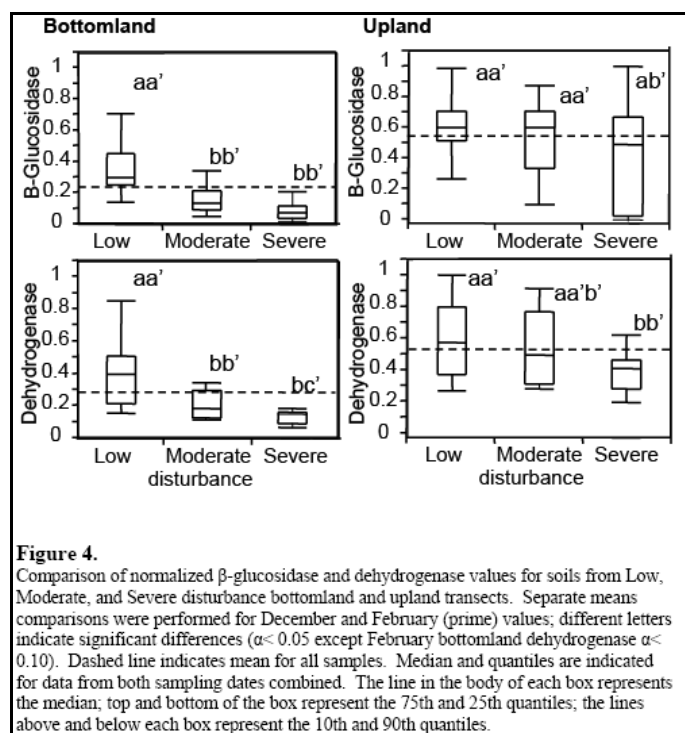 Bottomland
Upland
B-Glucosidase
1
0.8
0.6
0.4
0.2
0
aa'
bb'
bb'
Low Moderate Severe
B-Glucosidase
1
0.8
0.6
0.4
0.2
0
aa'
aa'
ab'
Low Moderate Severe
Dehydrogenase
1
0.8
0.6
0.4
0.2
0
aa'
bb'
bc'
Low Moderate Severe
disturbance
Dehydrogenase
1
0.8
0.6
0.4
0.2
0
aa'
aa'b'
bb'
Low Moderate Severe
disturbance
Figure 4.
Comparison of normalized β-glucosidase and dehydrogenase values for soils from Low,
Moderate, and Severe disturbance bottomland and upland transects. Separate means
comparisons were performed for December and February (prime) values; different letters
indicate significant differences (α< 0.05 except February bottomland dehydrogenase α<
0.10). Dashed line indicates mean for all samples. Median and quantiles are indicated
for data from both sampling dates combined. The line in the body of each box represents
the median; top and bottom of the box represent the 75th and 25th quantiles; the lines
above and below each box represent the 10th and 90th quantiles.